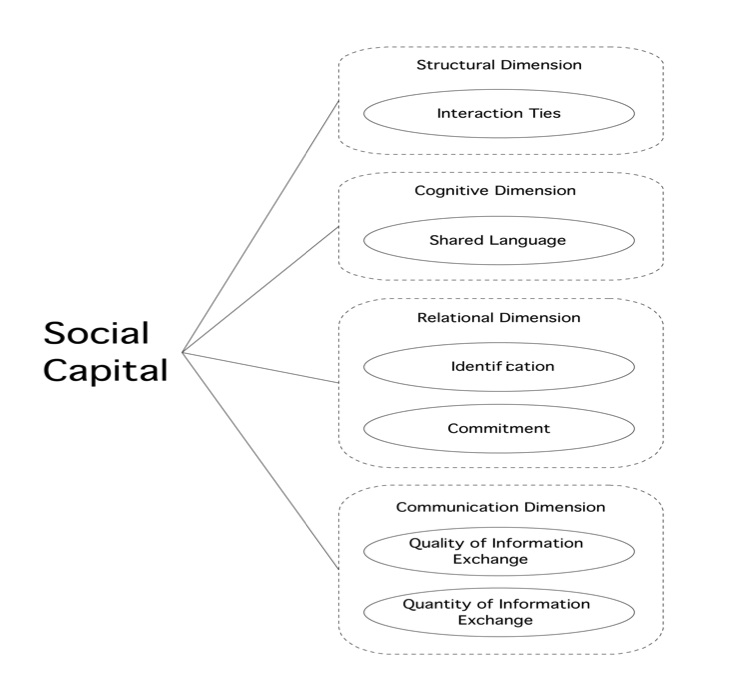 Structural Dimension
Interaction Ties
Cognitive Dimension
Shared Language
Social
Capital
Relational Dimension
Identification
Commitment
Communication Dimension
Quality of Information
Exchange
Quantity of Information
Exchange